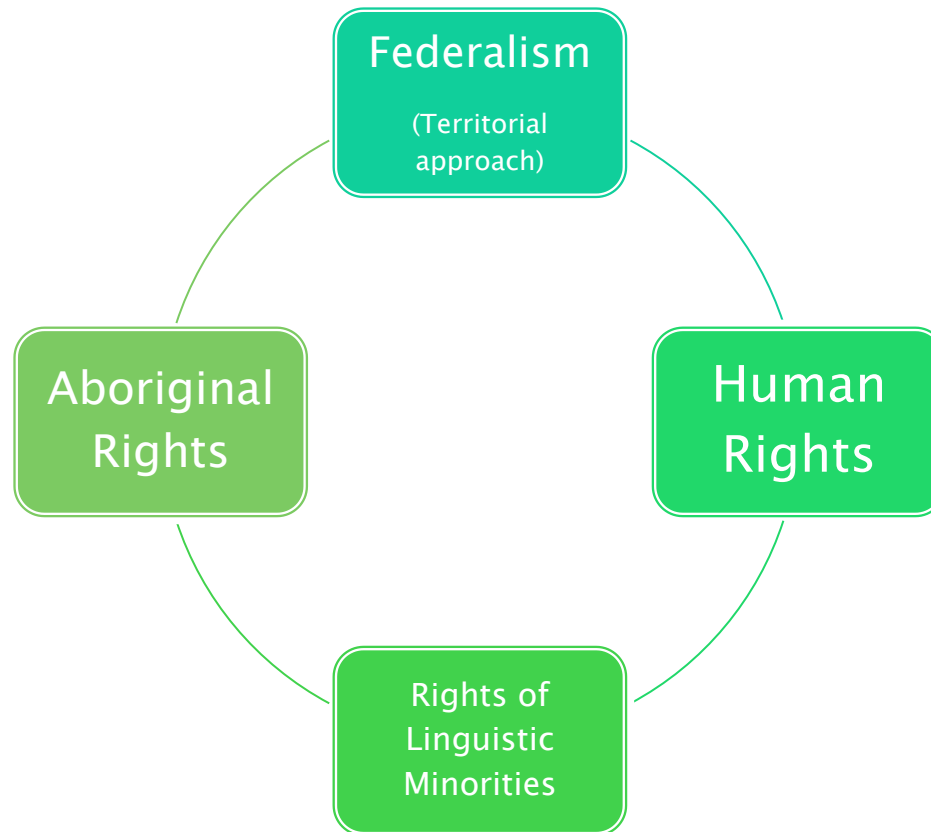 Federalism
(Territorial
approach)
Aboriginal
Rights
Human
Rights
Rights of
Linguistic
Minorities